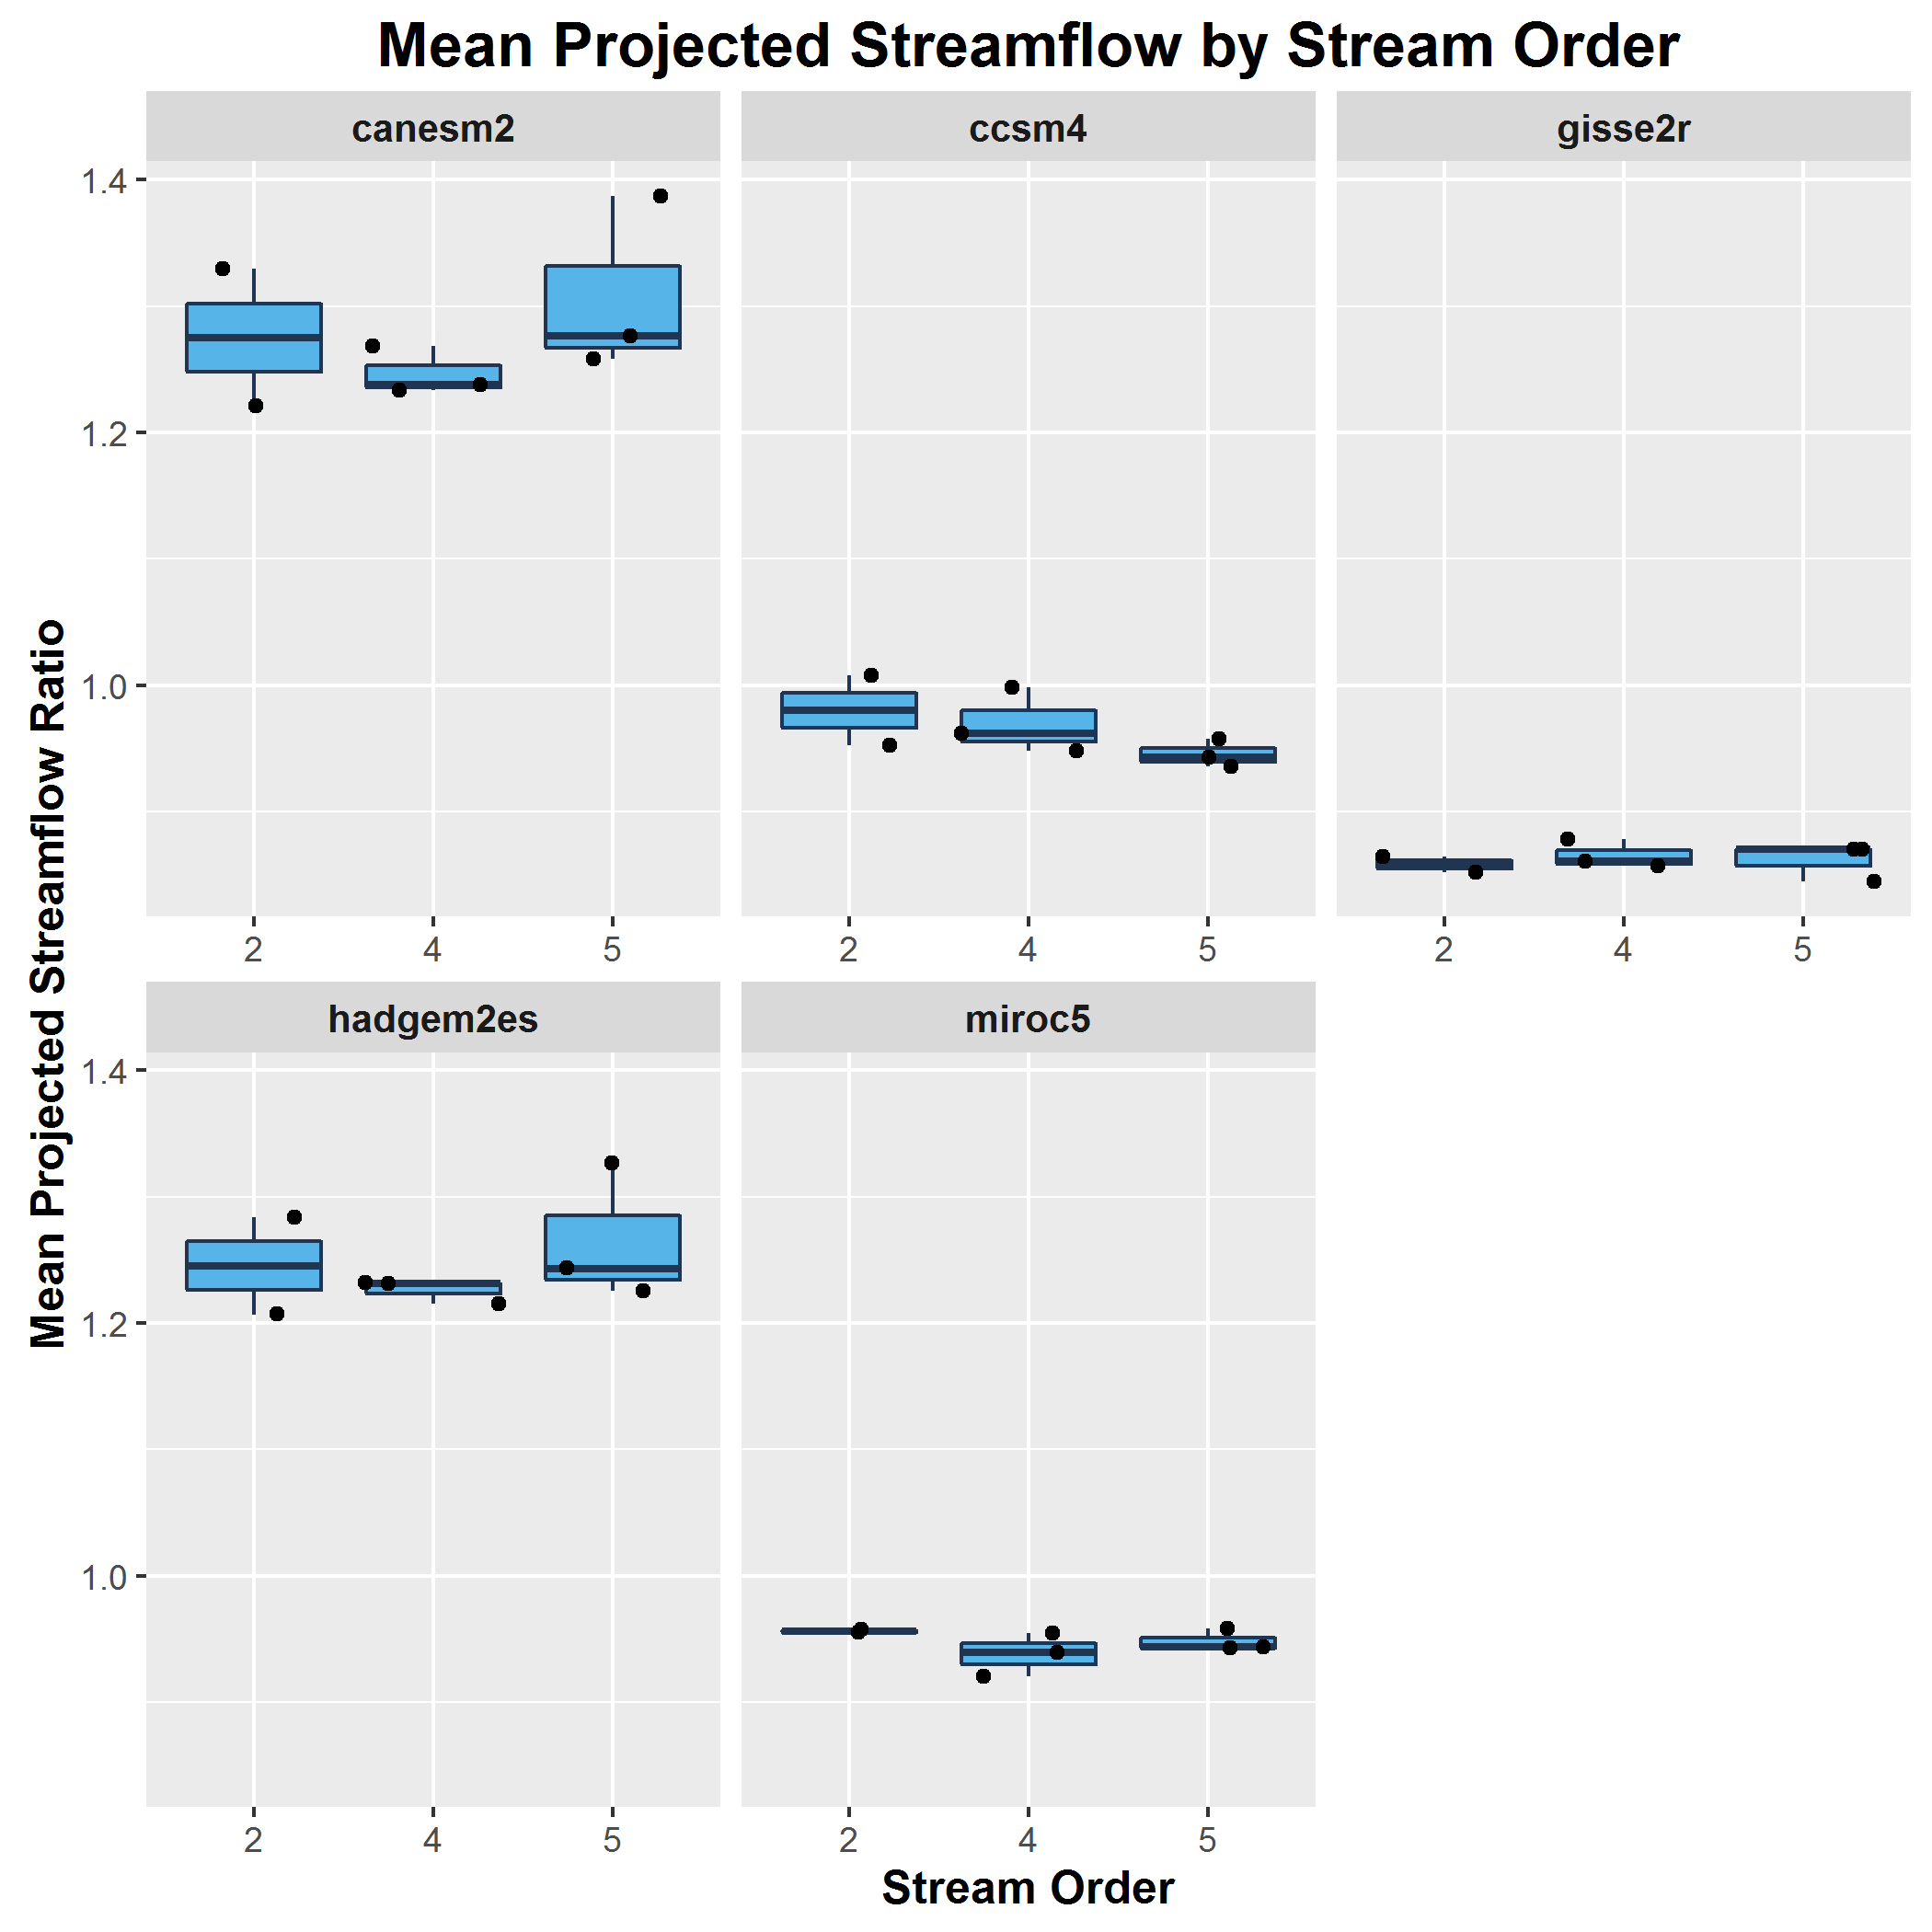 Mean Projected Streamflow by Stream Order
canesm2 ccsm4 gisse2r
1.4
1.2
1.0
2 4 5 2 4 5 2 4 5
Mean Projected Streamflow Ratio
hadgem2es miroc5
1.4
1.2
1.0
2 4 5 2 4 5
Stream Order